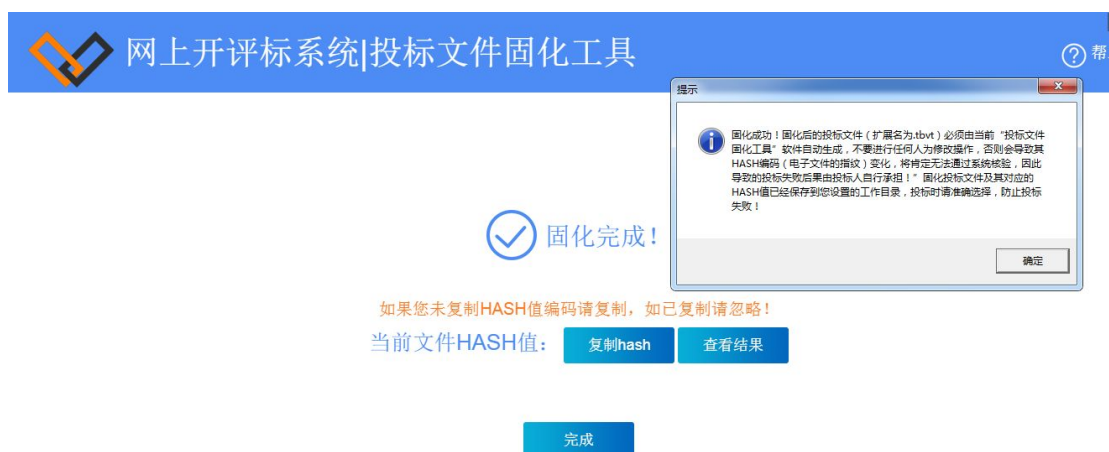 网上开评标系统|投标文件固化工具
帮
提示
固化成功！固化后的投标文件（扩展名为.tbvt）必须由当前“投标文件
固化工具”软件自动生成，不要进行任何人为修改操作，否则会导致其
HASH编码（电子文件的指纹）变化，将肯定无法通过系统核验，因此
导致的投标失败后果由投标人自行承担！”固化投标文件及其对应的
HASH值已经保存到您设置的工作目录，投标时请准确选择，防止投标
失败！
确定
固化完成！
如果您未复制HASH值编码请复制，如已复制请忽略！
当前文件HASH值：
复制hash
查看结果
完成